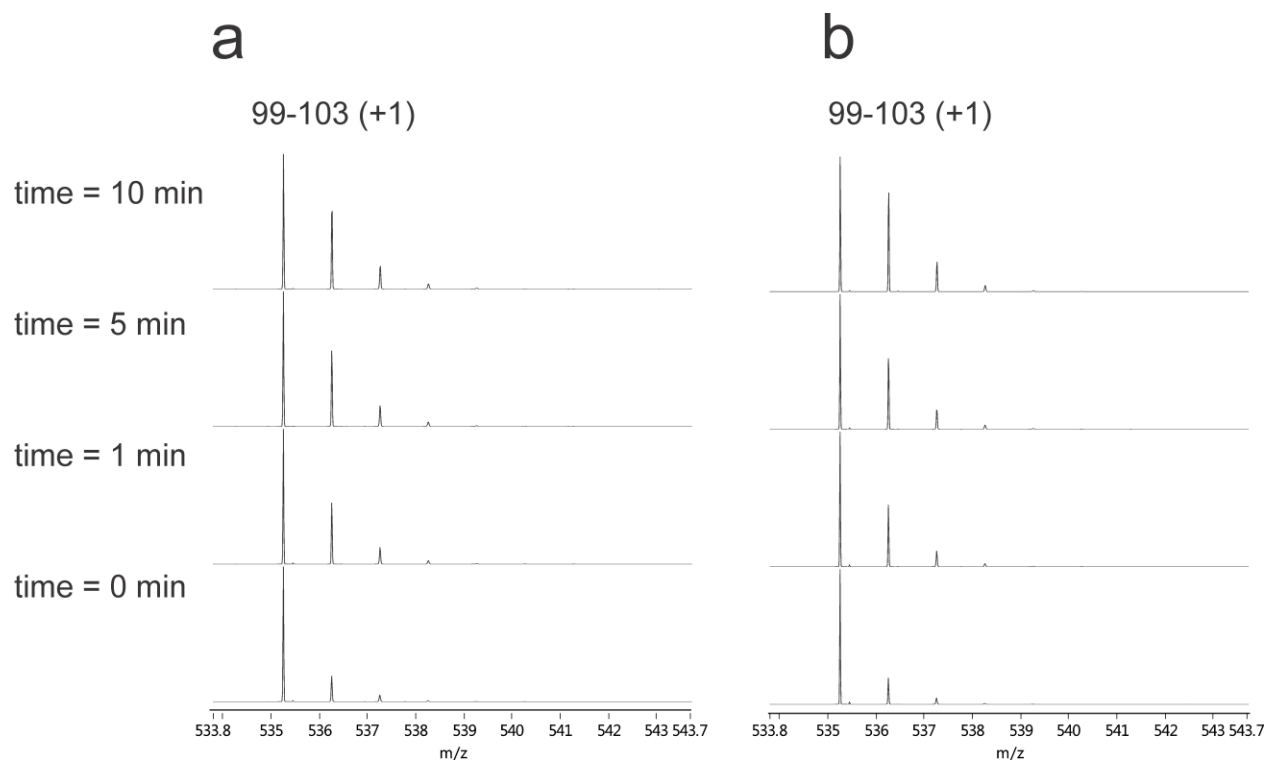 a b
99-103 (+1) 99-103 (+1)
time = 10 min
time = 5 min
time = 1 min
time = 0 min
533.8 535 536 537 538 539 540 541 542 543 543.7
m/z
533.8 535 536 537 538 539 540 541 542 543 543.7
m/z